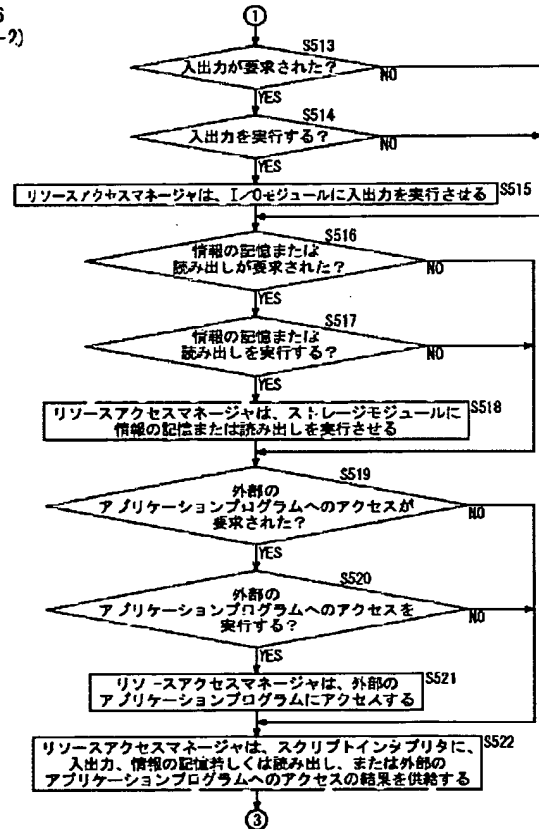 6
-2)
①
S513
入出力が要求された?
NO
YES
S514
入出力を実行する?
NO
YES
リソースアクセスマネージャは、I/Oモジュールに入出力を実行させる
S515
S516
情報の記憶または
読み出しが要求された?
NO
YES
S517
情報の記憶または
読み出しを実行する?
NO
YES
リソースアクセスマネージャは、ストレージモジュールに
情報の記憶または読み出しを実行させる
S518
S519
外部の
アプリケーションプログラムへのアクセスが
要求された?
NO
YES
S520
外部の
アプリケーションプログラムへのアクセスを
実行する?
NO
YES
リソースアクセスマネージャは、外部の
アプリケーションプログラムにアクセスする
S521
リソースアクセスマネージャは、スクリプトインタプリタに、
入出力、情報の記憶若しくは読み出し、または外部の
アプリケーションプログラムへのアクセスの結果を供給する
S522
③